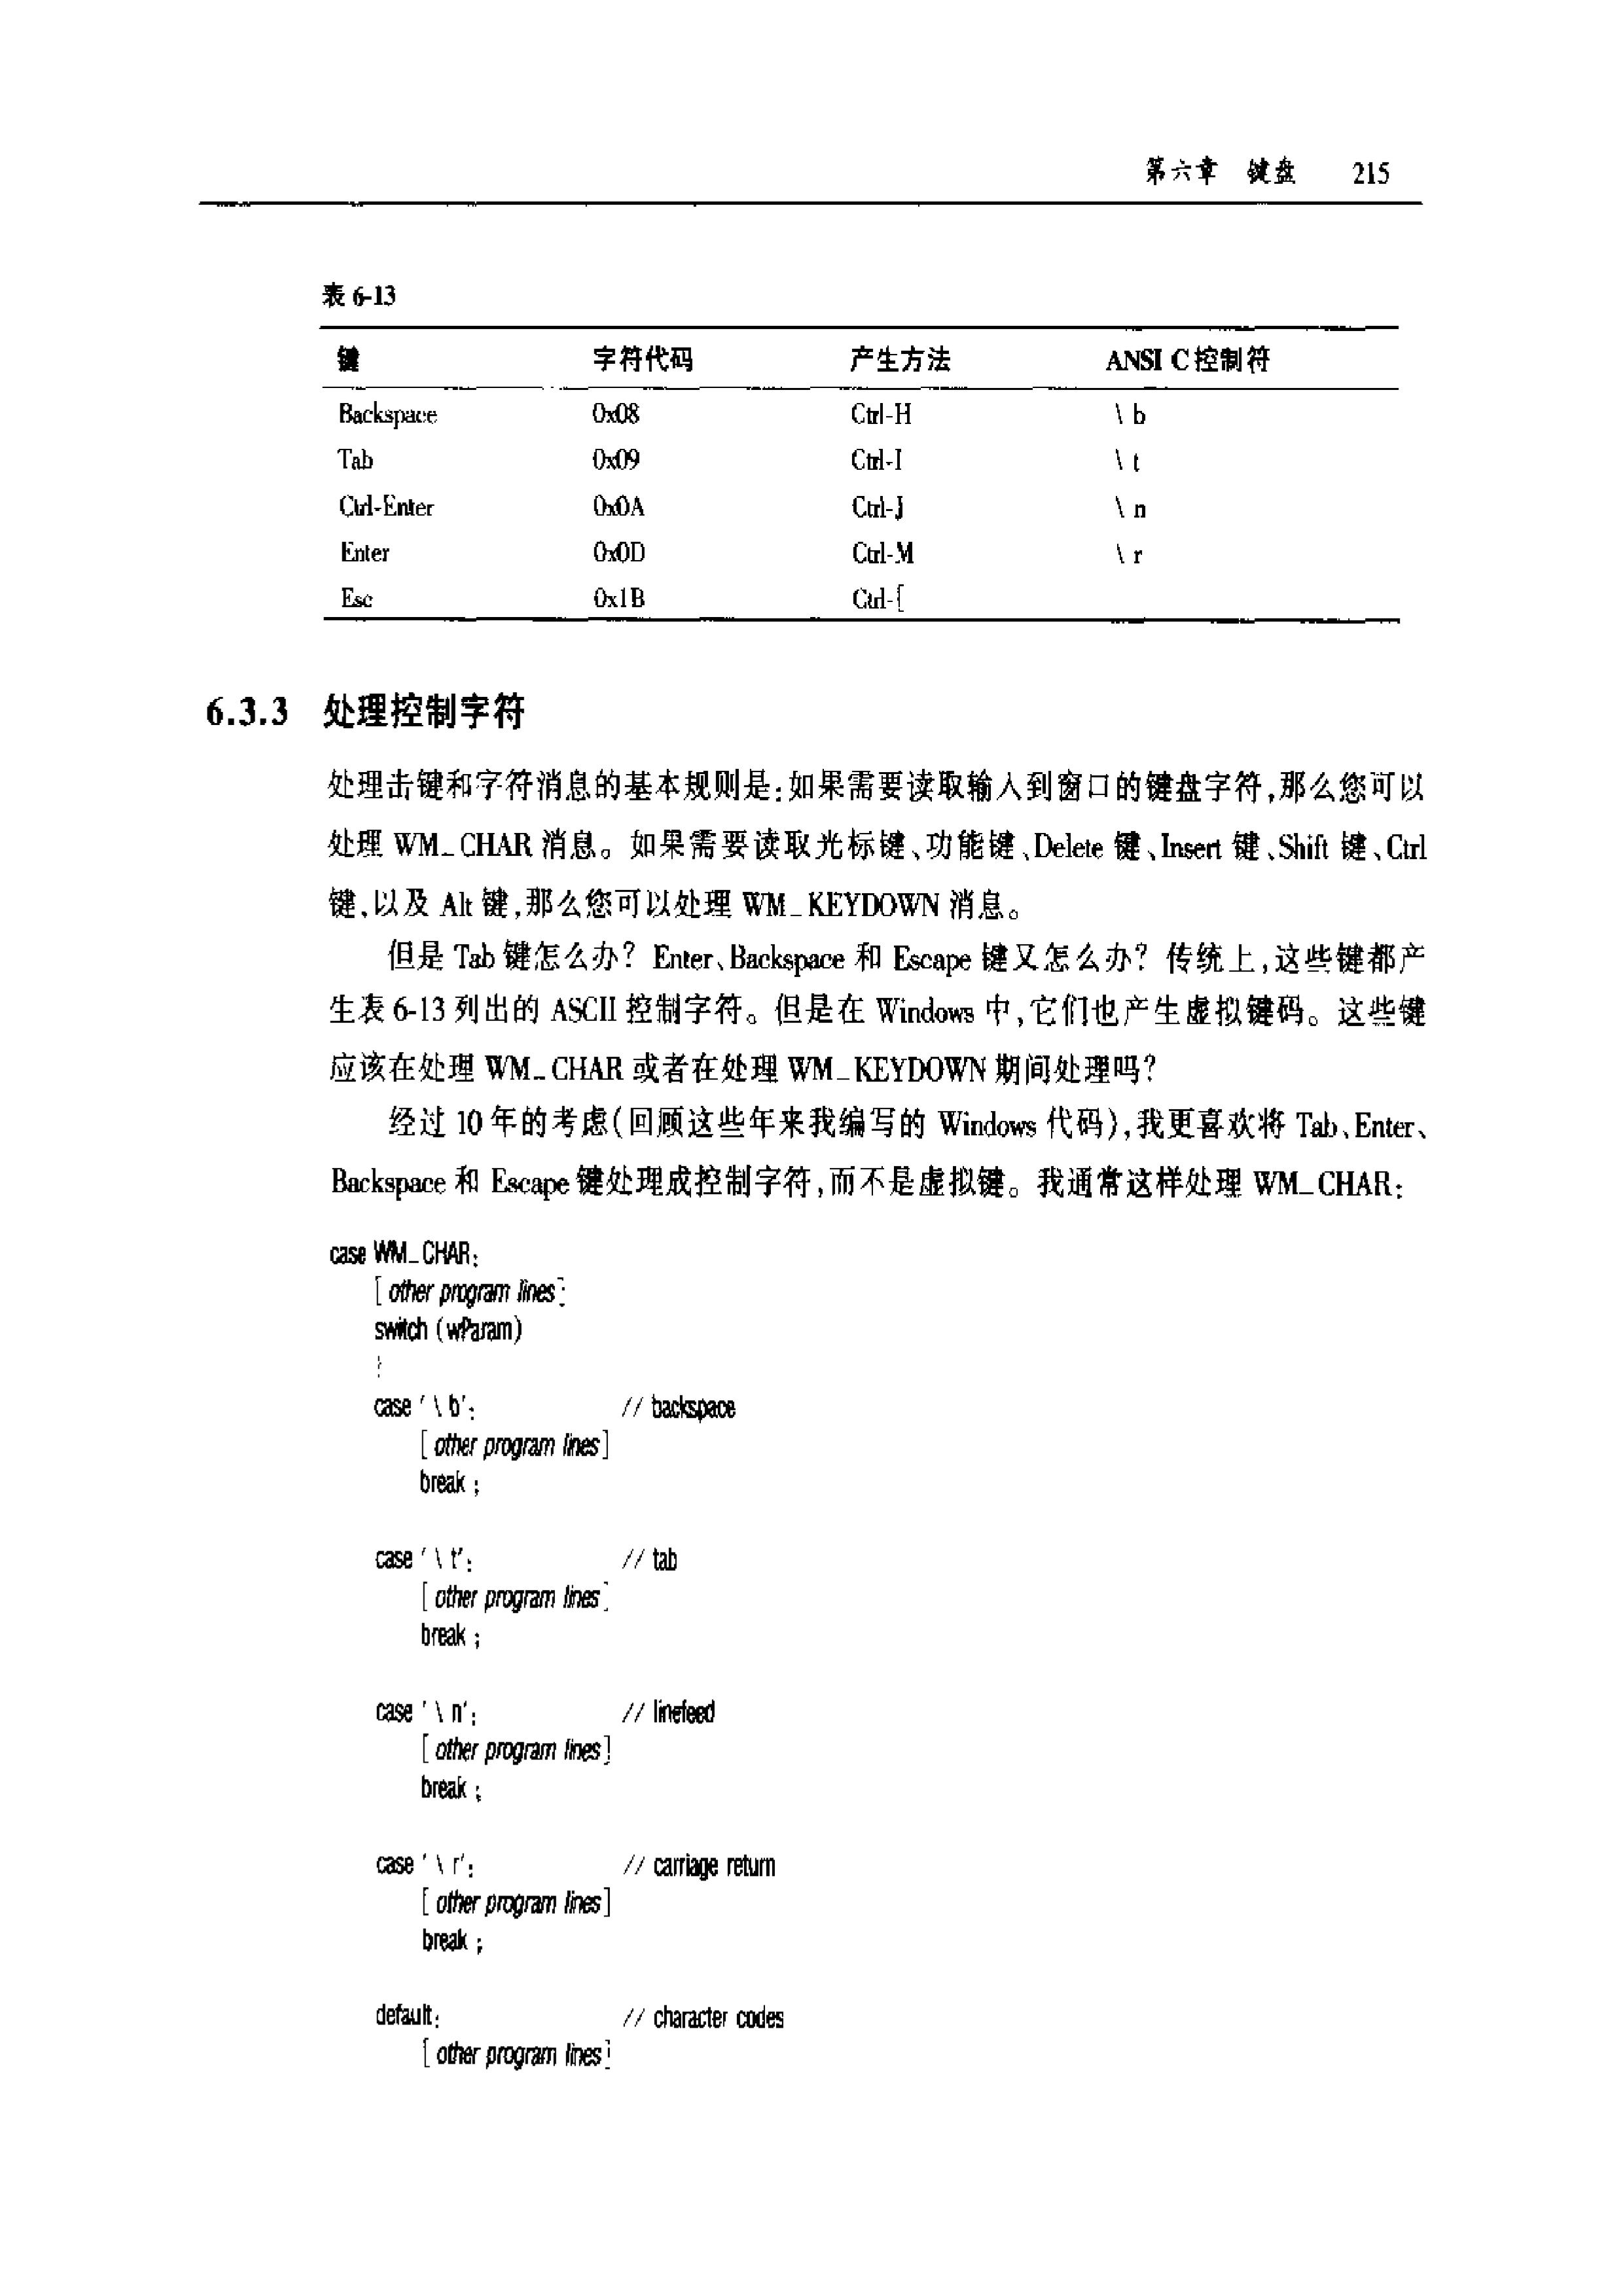 第六章 键盘 215
表 6-13
键 字符代码 产生方法 ANSI C控制符
Backspace 0x08 Ctrl-H \b
Tab 0x09 Ctrl-I \t
Ctrl-Enter 0x0A Ctrl-J \n
Enter 0x0D Ctrl-M \r
Esc 0x1B Ctrl-[
6.3.3 处理控制字符
处理击键和字符消息的基本规则是:如果需要读取输入到窗口的键盘字符,那么您可以
处理 WM_CHAR 消息。如果需要读取光标键、功能键、Delete 键、Insert 键、Shift 键、Ctrl
键、以及 Alt 键,那么您可以处理 WM_KEYDOWN 消息。
但是 Tab 键怎么办? Enter、Backspace 和 Escape 键又怎么办? 传统上,这些键都产
生表 6-13 列出的 ASCII 控制字符。但是在 Windows 中,它们也产生虚拟键码。这些键
应该在处理 WM_CHAR 或者在处理 WM_KEYDOWN 期间处理吗?
经过 10 年的考虑(回顾这些年来我编写的 Windows 代码),我更喜欢将 Tab、Enter、
Backspace 和 Escape 键处理成控制字符,而不是虚拟键。我通常这样处理 WM_CHAR:
case WM_CHAR:
[other program lines]
switch (wParam)
{
case '\b': // backspace
[other program lines]
break ;
case '\t': // tab
[other program lines]
break ;
case '\n': // linefeed
[other program lines]
break ;
case '\r': // carriage return
[other program lines]
break ;
default: // character codes
[other program lines]